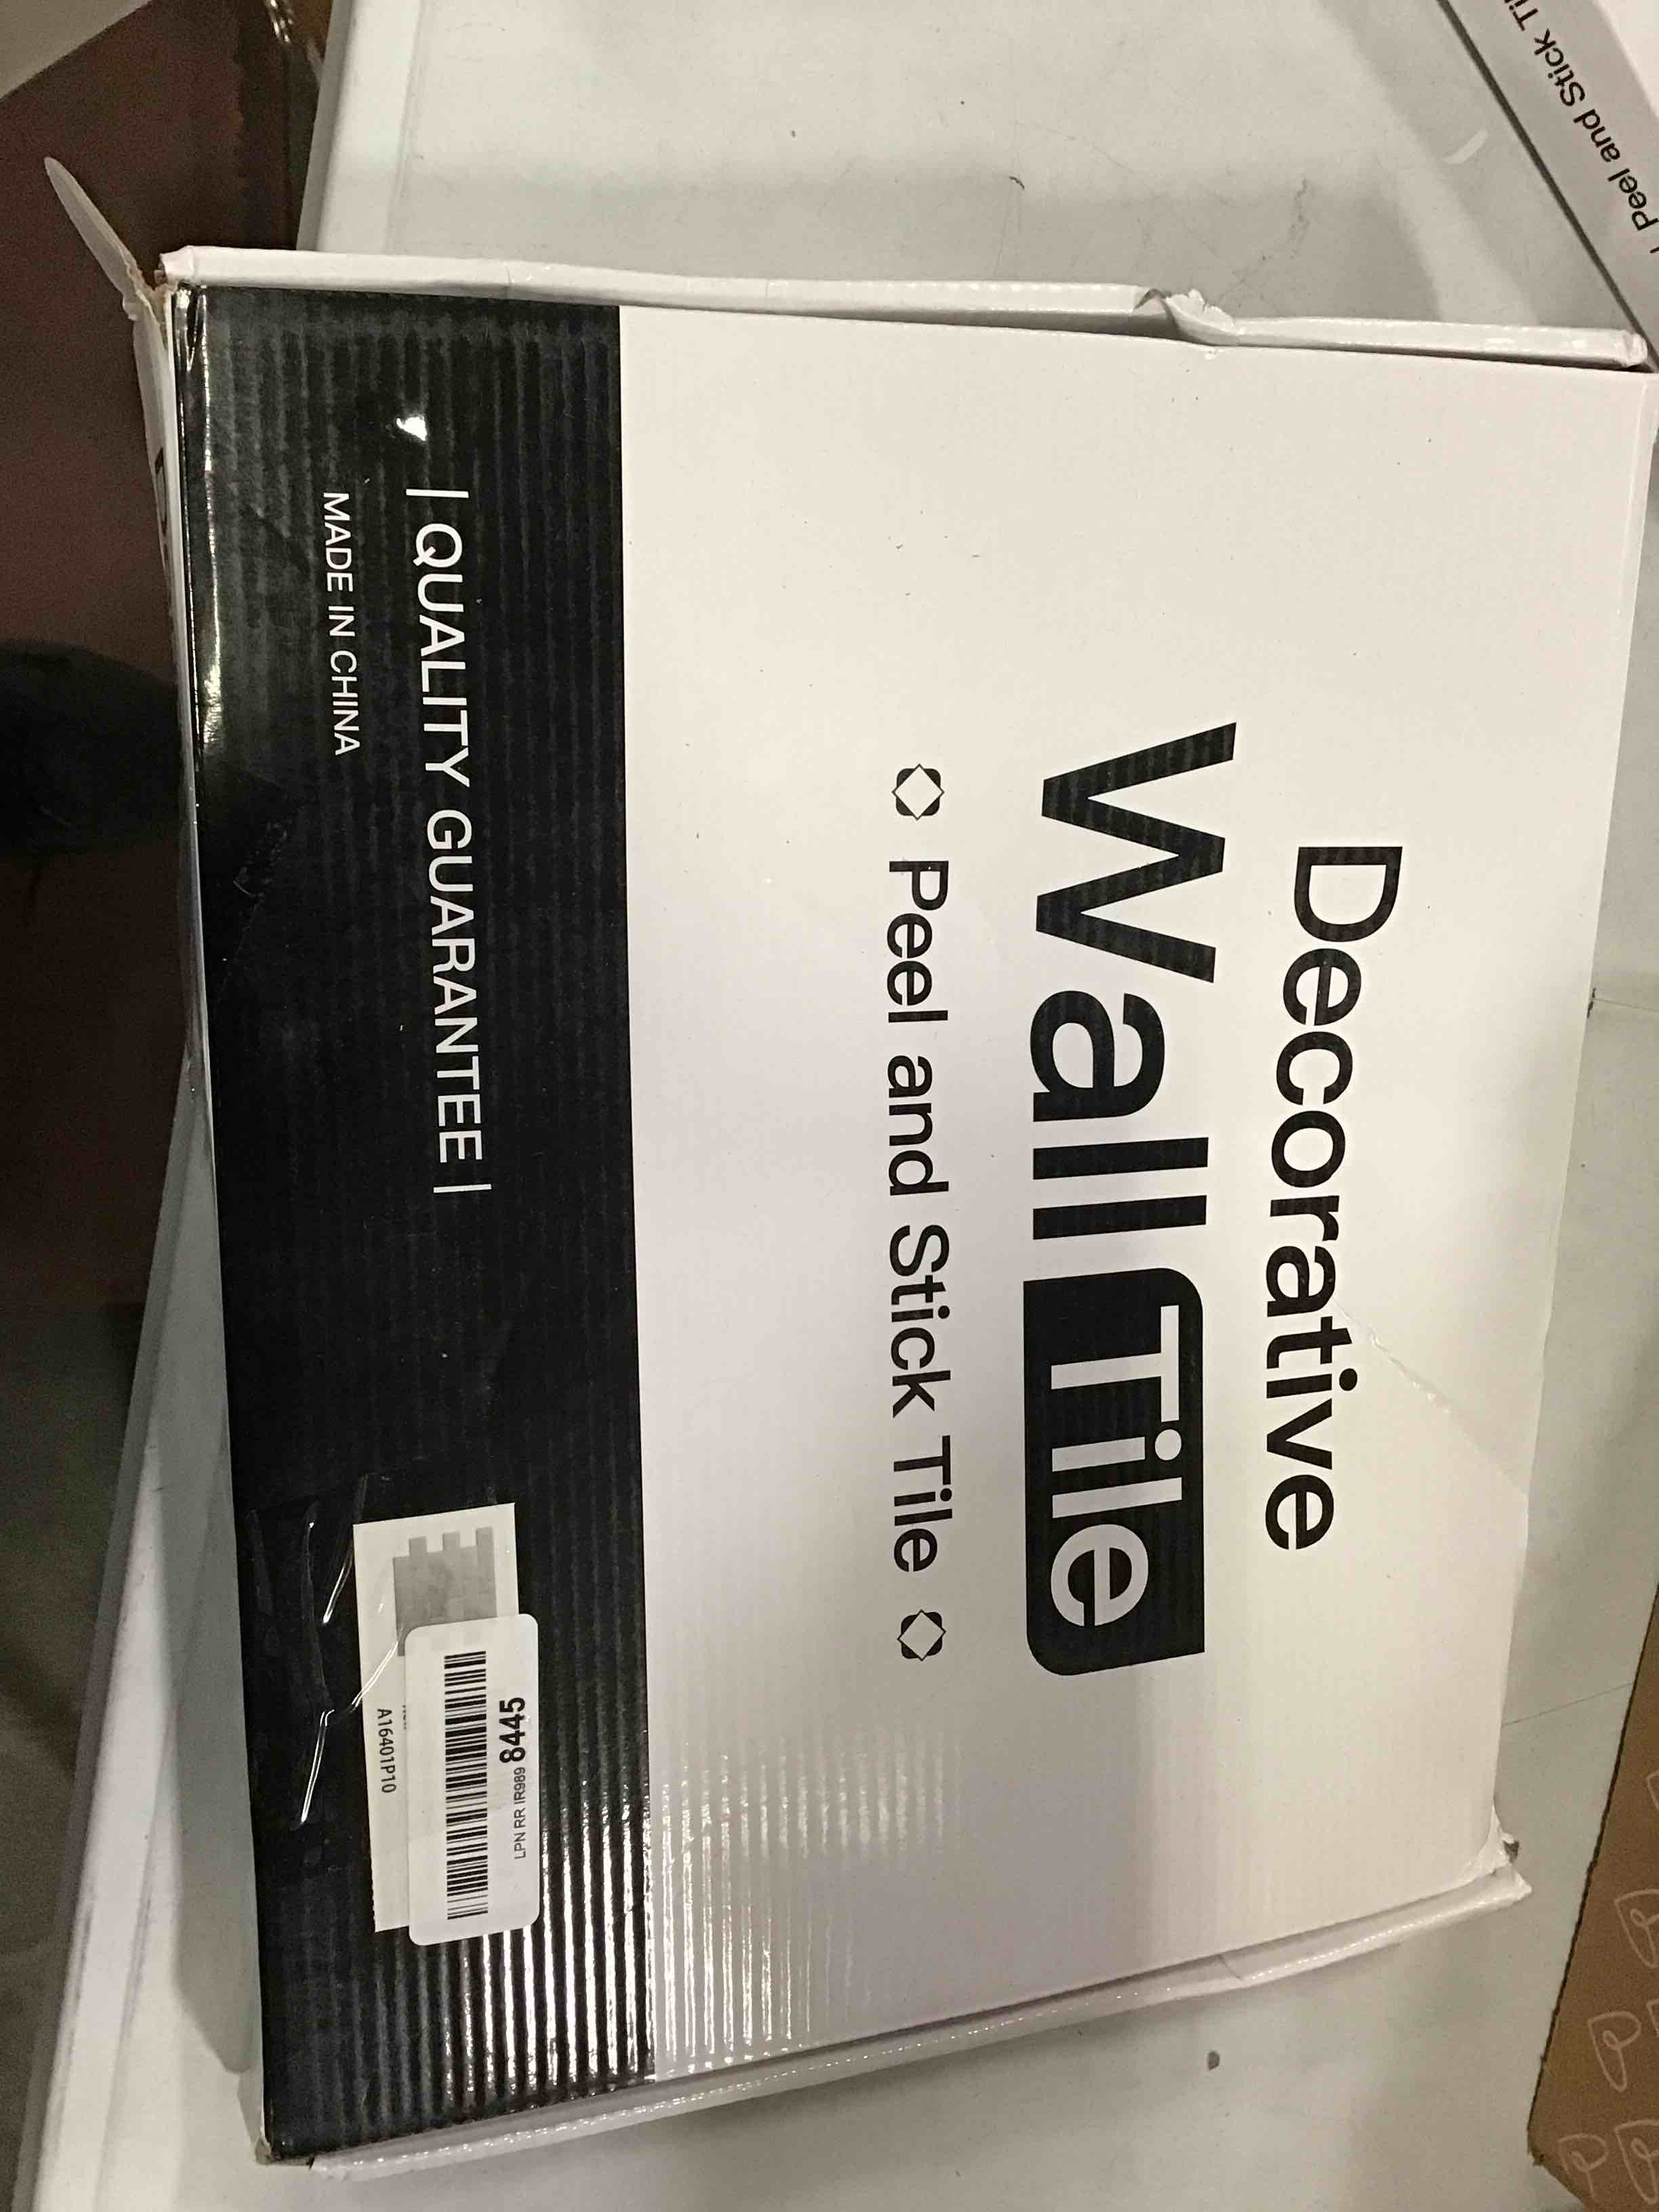 Decorative
Wall Tile
Peel and Stick Tile
| QUALITY GUARANTEE |
MADE IN CHINA
LPN RR IR989 8445
A16401P10
Peel and Stick